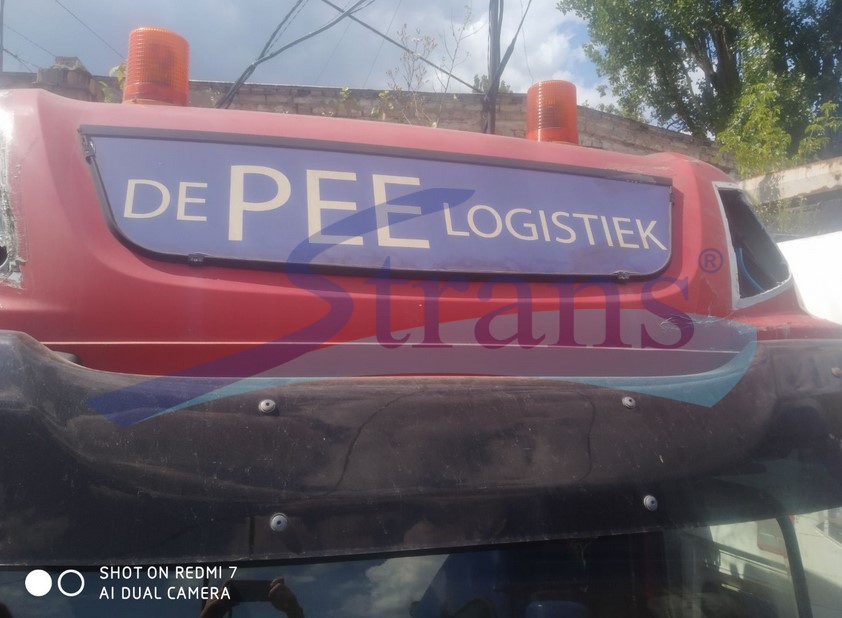 DE PEE LOGISTIEK
Strans®
SHOT ON REDMI 7
AI DUAL CAMERA